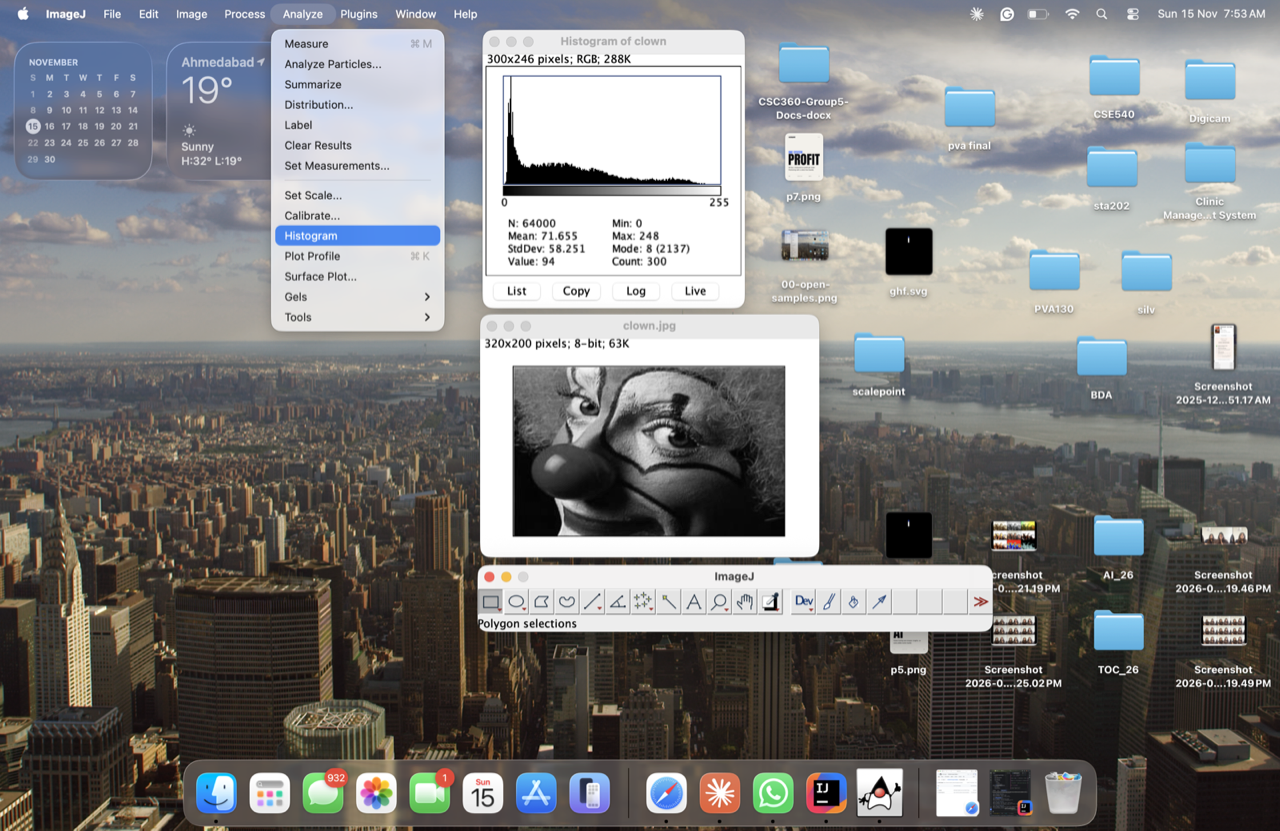 ImageJ File Edit Image Process Analyze Plugins Window Help
Sun 15 Nov 7:53 AM
NOVEMBER
S M T W T F S
1 2 3 4 5 6 7
8 9 10 11 12 13 14
15 16 17 18 19 20 21
22 23 24 25 26 27 28
29 30
Ahmedabad
19°
Sunny
H:32° L:19°
Measure ⌘ M
Analyze Particles...
Summarize
Distribution...
Label
Clear Results
Set Measurements...
Set Scale...
Calibrate...
Histogram
Plot Profile ⌘ K
Surface Plot...
Gels
Tools
Histogram of clown
300x246 pixels; RGB; 288K
0 255
N: 64000 Min: 0
Mean: 71.655 Max: 248
StdDev: 58.251 Mode: 8 (2137)
Value: 94 Count: 300
List Copy Log Live
clown.jpg
320x200 pixels; 8-bit; 63K
ImageJ
A Dev
Polygon selections
CSC360-Group5-
Docs-docx
PROFIT
p7.png
00-open-
samples.png
pva final
ghf.svg
CSE540
Digicam
sta202
Clinic
Manage...t System
PVA130
silv
scalepoint
BDA
Screenshot
2025-12...51.17 AM
creenshot
-0....21.19 PM
AI_26
Screenshot
2026-0....19.46 PM
AI
p5.png
Screenshot
2026-0....25.02 PM
TOC_26
Screenshot
2026-0....19.49 PM
932
1
Sun
15
IJ